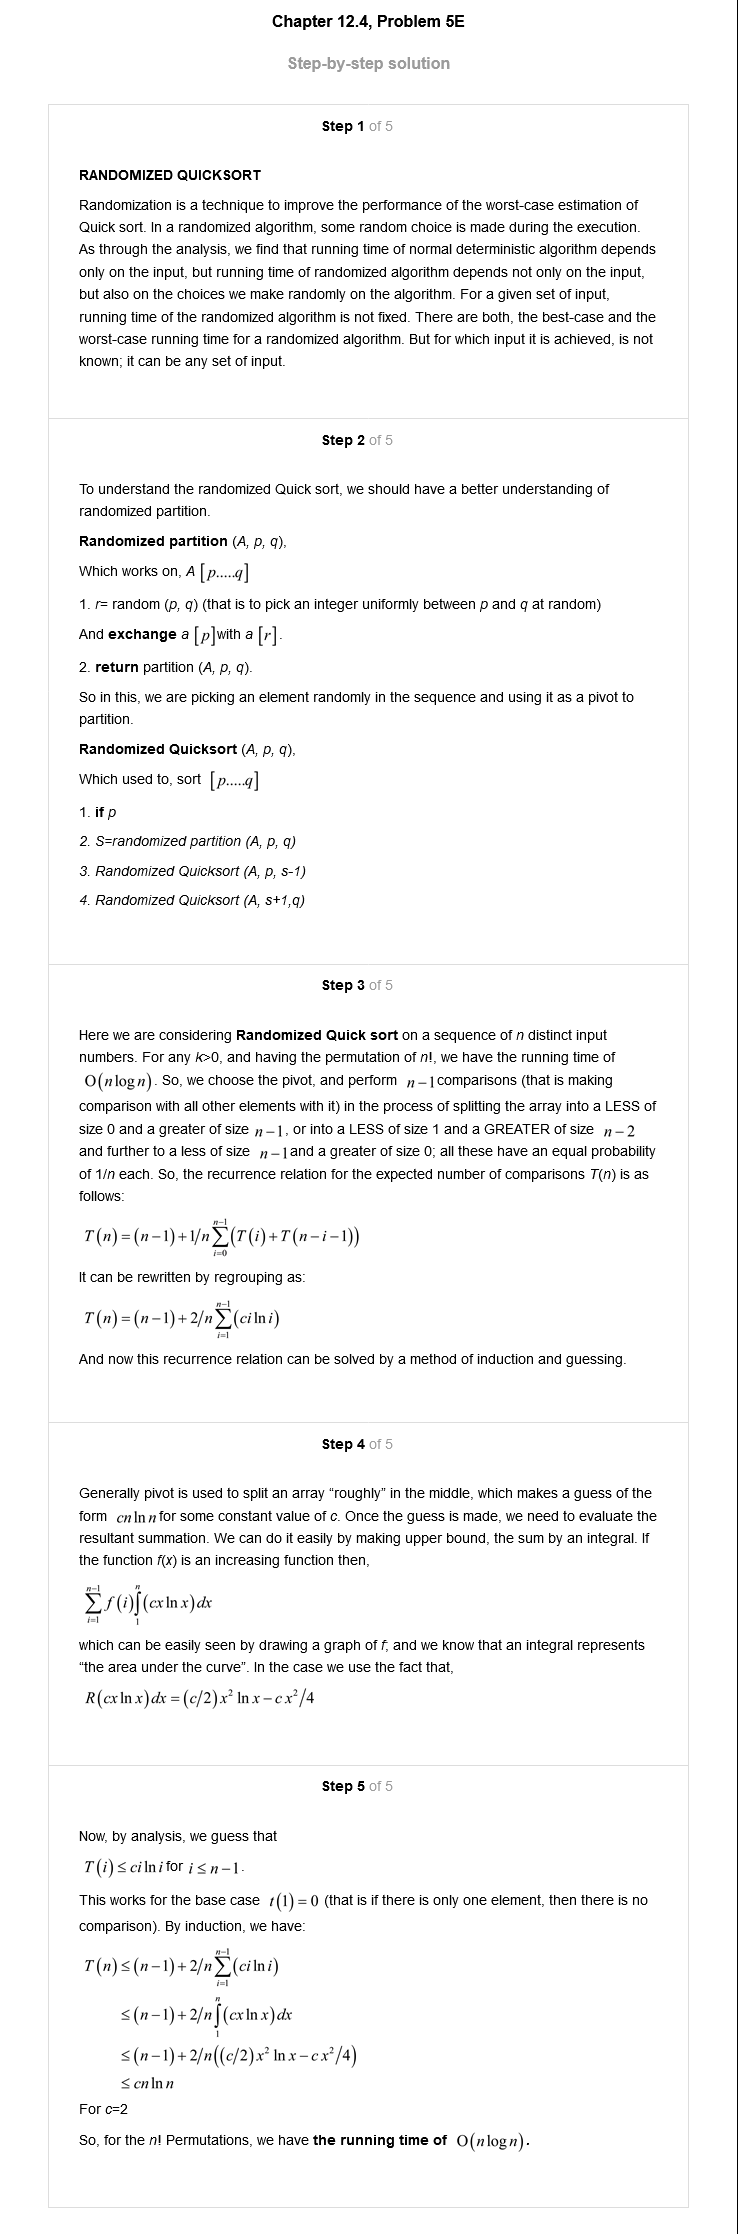 Chapter 12.4, Problem 5E
Step-by-step solution
Step 1 of 5
RANDOMIZED QUICKSORT
Randomization is a technique to improve the performance of the worst-case estimation of
Quick sort. In a randomized algorithm, some random choice is made during the execution.
As through the analysis, we find that running time of normal deterministic algorithm depends
only on the input, but running time of randomized algorithm depends not only on the input,
but also on the choices we make randomly on the algorithm. For a given set of input,
running time of the randomized algorithm is not fixed. There are both, the best-case and the
worst-case running time for a randomized algorithm. But for which input it is achieved, is not
known; it can be any set of input.
Step 2 of 5
To understand the randomized Quick sort, we should have a better understanding of
randomized partition.
Randomized partition (A, p, q),
Which works on, A [p.....q]
1. r= random (p, q) (that is to pick an integer uniformly between p and q at random)
And exchange a [p]with a [r].
2. return partition (A, p, q).
So in this, we are picking an element randomly in the sequence and using it as a pivot to
partition.
Randomized Quicksort (A, p, q),
Which used to, sort [p.....q]
1. if p
2. S=randomized partition (A, p, q)
3. Randomized Quicksort (A, p, s-1)
4. Randomized Quicksort (A, s+1,q)
Step 3 of 5
Here we are considering Randomized Quick sort on a sequence of n distinct input
numbers. For any k>0, and having the permutation of n!, we have the running time of
O(n log n). So, we choose the pivot, and perform n−1comparisons (that is making
comparison with all other elements with it) in the process of splitting the array into a LESS of
size 0 and a greater of size n−1, or into a LESS of size 1 and a GREATER of size n−2
and further to a less of size n−1and a greater of size 0; all these have an equal probability
of 1/n each. So, the recurrence relation for the expected number of comparisons T(n) is as
follows:
T(n)=(n−1)+1/n∑_{i=0}^{n−1}(T(i)+T(n−i−1))
It can be rewritten by regrouping as:
T(n)=(n−1)+2/n∑_{i=1}^{n−1}(ci ln i)
And now this recurrence relation can be solved by a method of induction and guessing.
Step 4 of 5
Generally pivot is used to split an array “roughly” in the middle, which makes a guess of the
form cn ln n for some constant value of c. Once the guess is made, we need to evaluate the
resultant summation. We can do it easily by making upper bound, the sum by an integral. If
the function f(x) is an increasing function then,
∑_{i=1}^{n−1} f(i)∫_1^n(cx ln x)dx
which can be easily seen by drawing a graph of f, and we know that an integral represents
“the area under the curve”. In the case we use the fact that,
R(cx ln x)dx=(c/2)x² ln x−cx²/4
Step 5 of 5
Now, by analysis, we guess that
T(i)≤ci ln i for i≤n−1.
This works for the base case t(1)=0 (that is if there is only one element, then there is no
comparison). By induction, we have:
T(n)≤(n−1)+2/n∑_{i=1}^{n−1}(ci ln i)
≤(n−1)+2/n∫_1^n(cx ln x)dx
≤(n−1)+2/n((c/2)x² ln x−cx²/4)
≤cn ln n
For c=2
So, for the n! Permutations, we have the running time of O(n log n).